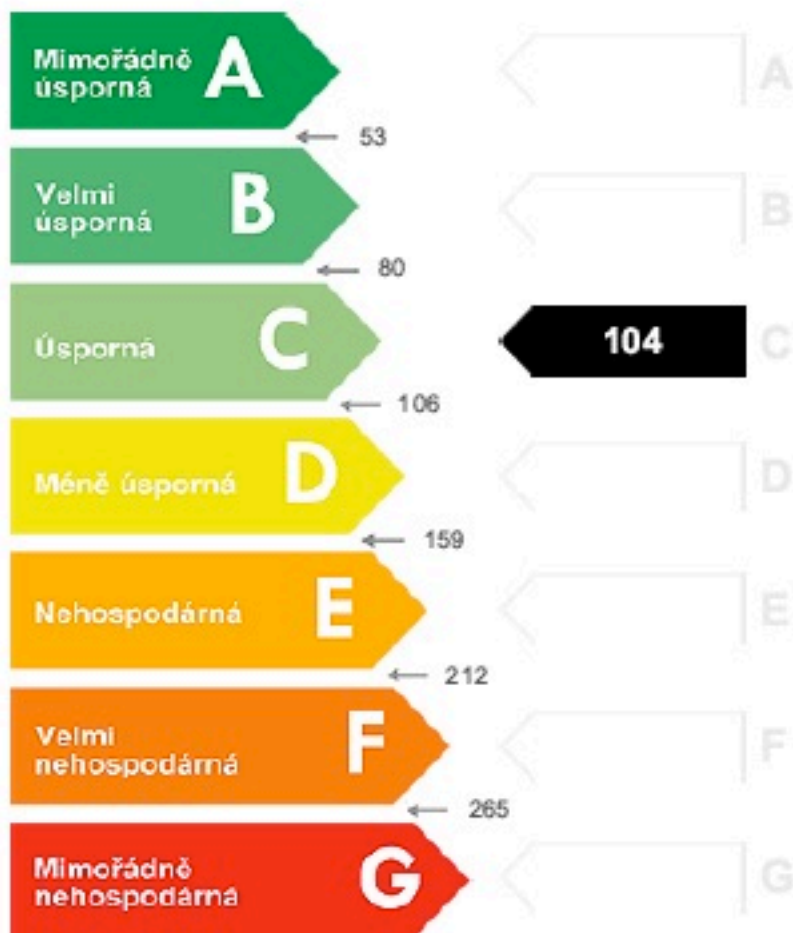 Mimořádně
úsporná
A
A
53
Velmi
úsporná
B
B
80
Úsporná
C
104
C
106
Méně úsporná
D
D
159
Nehospodárná
E
E
212
Velmi
nehospodárná
F
F
265
Mimořádně
nehospodárná
G
G